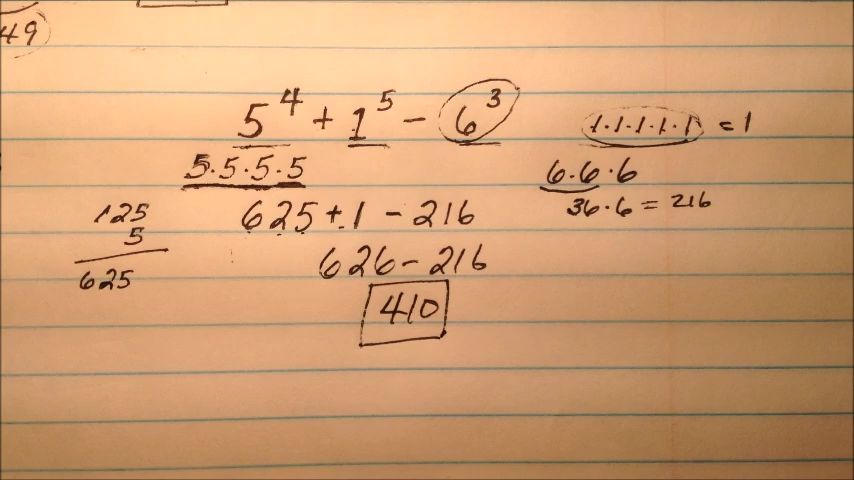 49
5⁴ + 1⁵ - 6³
1·1·1·1·1 = 1
5·5·5·5
6·6·6
36·6 = 216
125
5
625
625 + 1 - 216
626 - 216
410